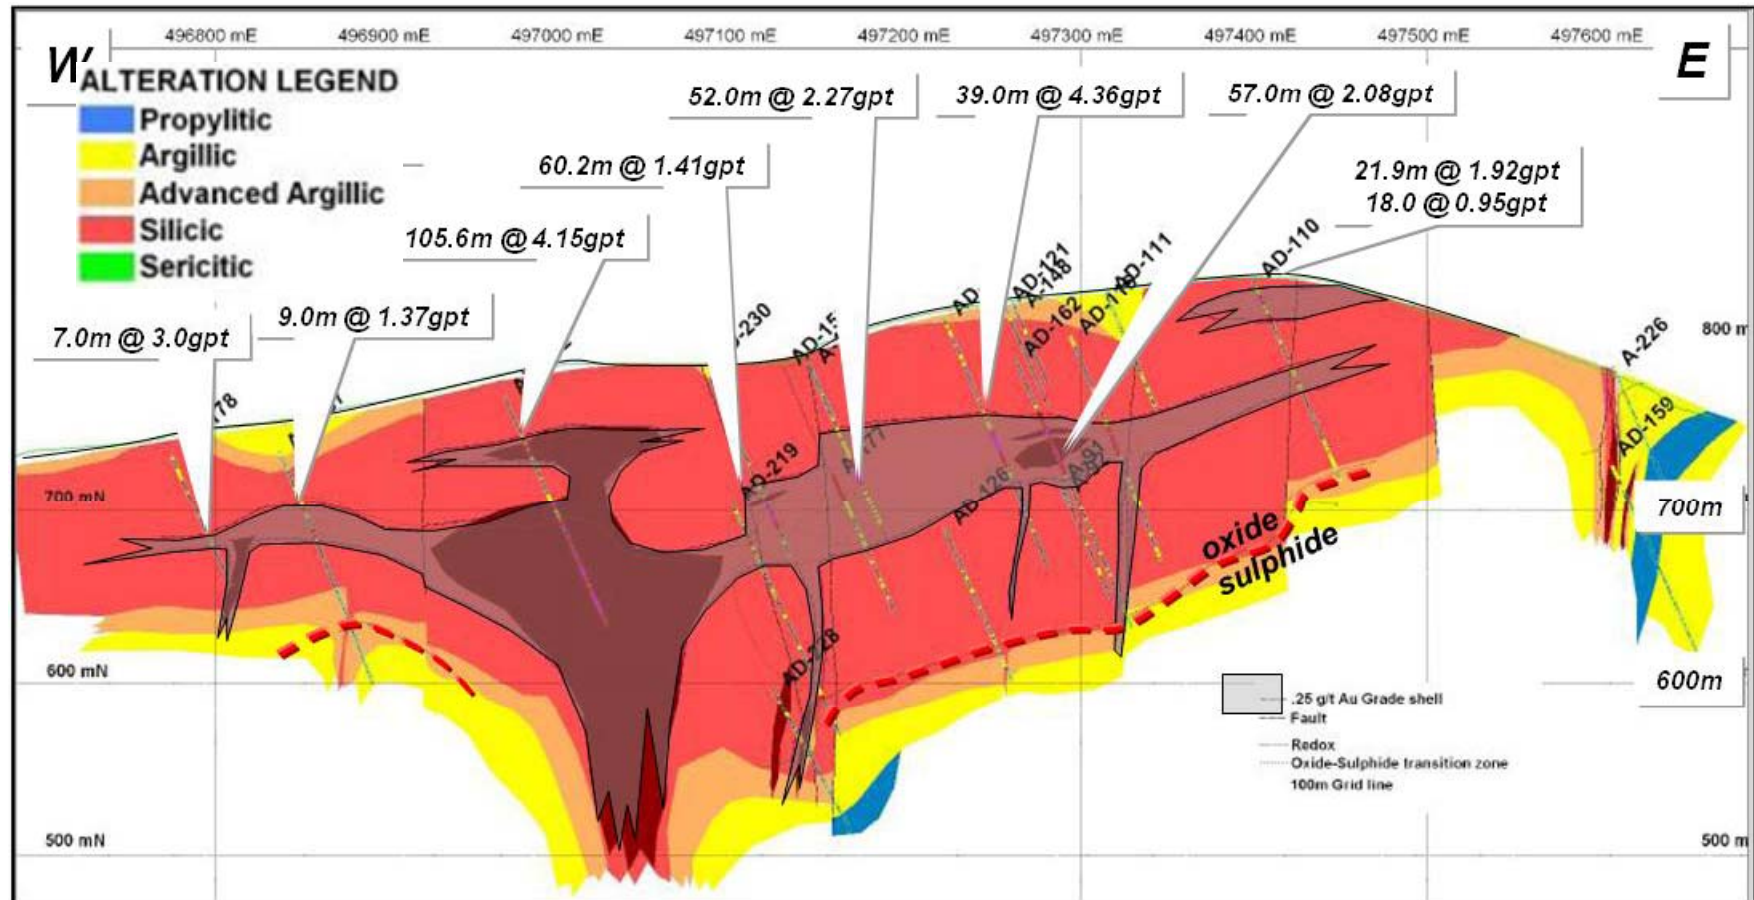 496800 mE 496900 mE 497000 mE 497100 mE 497200 mE 497300 mE 497400 mE 497500 mE 497600 mE
W
E
ALTERATION LEGEND
Propylitic
Argillic
Advanced Argillic
Silicic
Sericitic
52.0m @ 2.27gpt
39.0m @ 4.36gpt
57.0m @ 2.08gpt
60.2m @ 1.41gpt
21.9m @ 1.92gpt
18.0 @ 0.95gpt
105.6m @ 4.15gpt
9.0m @ 1.37gpt
7.0m @ 3.0gpt
AD-121
A-148
AD-111
AD-110
AD-162
800 m
A-226
AD-159
AD-219
AD-126
A-91
700 mN
700m
oxide
sulphide
600 mN
600m
.25 g/t Au Grade shell
Fault
Redox
Oxide-Sulphide transition zone
100m Grid line
500 mN
500 m